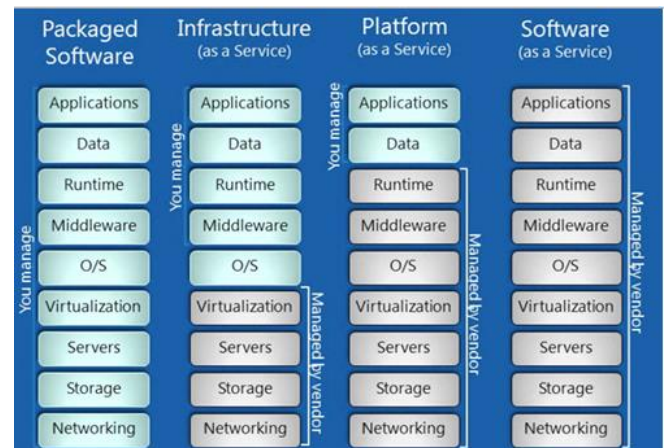 Packaged
Software
You manage
Applications
Data
Runtime
Middleware
O/S
Virtualization
Servers
Storage
Networking
Infrastructure
(as a Service)
You manage
Applications
Data
Runtime
Middleware
O/S
Virtualization
Servers
Storage
Networking
Managed by vendor
Platform
(as a Service)
You manage
Applications
Data
Runtime
Middleware
O/S
Virtualization
Servers
Storage
Networking
Managed by vendor
Software
(as a Service)
Applications
Data
Runtime
Middleware
O/S
Virtualization
Servers
Storage
Networking
Managed by vendor